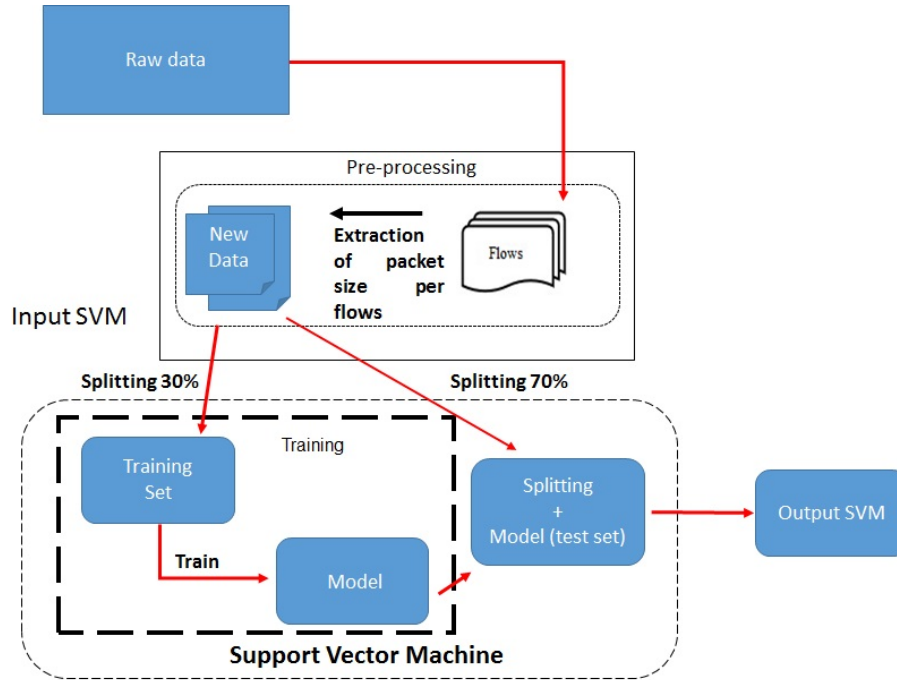 Raw data
Pre-processing
New
Data
Extraction
of packet
size per
flows
Flows
Input SVM
Splitting 30%
Splitting 70%
Training
Training
Set
Train
Model
Splitting
+
Model (test set)
Output SVM
Support Vector Machine